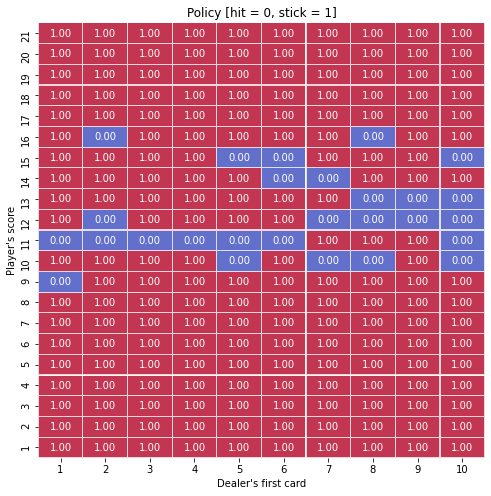 Policy [hit = 0, stick = 1]
Player's score
21 1.00 1.00 1.00 1.00 1.00 1.00 1.00 1.00 1.00 1.00
20 1.00 1.00 1.00 1.00 1.00 1.00 1.00 1.00 1.00 1.00
19 1.00 1.00 1.00 1.00 1.00 1.00 1.00 1.00 1.00 1.00
18 1.00 1.00 1.00 1.00 1.00 1.00 1.00 1.00 1.00 1.00
17 1.00 1.00 1.00 1.00 1.00 1.00 1.00 1.00 1.00 1.00
16 1.00 0.00 1.00 1.00 1.00 1.00 1.00 0.00 1.00 1.00
15 1.00 1.00 1.00 1.00 0.00 0.00 1.00 1.00 1.00 0.00
14 1.00 1.00 1.00 1.00 1.00 0.00 0.00 1.00 1.00 1.00
13 1.00 1.00 1.00 1.00 1.00 1.00 1.00 0.00 0.00 0.00
12 1.00 0.00 1.00 1.00 1.00 1.00 0.00 0.00 0.00 0.00
11 0.00 0.00 0.00 0.00 0.00 0.00 1.00 1.00 1.00 0.00
10 1.00 1.00 1.00 1.00 0.00 1.00 0.00 0.00 1.00 0.00
9 0.00 1.00 1.00 1.00 1.00 1.00 1.00 1.00 1.00 1.00
8 1.00 1.00 1.00 1.00 1.00 1.00 1.00 1.00 1.00 1.00
7 1.00 1.00 1.00 1.00 1.00 1.00 1.00 1.00 1.00 1.00
6 1.00 1.00 1.00 1.00 1.00 1.00 1.00 1.00 1.00 1.00
5 1.00 1.00 1.00 1.00 1.00 1.00 1.00 1.00 1.00 1.00
4 1.00 1.00 1.00 1.00 1.00 1.00 1.00 1.00 1.00 1.00
3 1.00 1.00 1.00 1.00 1.00 1.00 1.00 1.00 1.00 1.00
2 1.00 1.00 1.00 1.00 1.00 1.00 1.00 1.00 1.00 1.00
1 1.00 1.00 1.00 1.00 1.00 1.00 1.00 1.00 1.00 1.00
1 2 3 4 5 6 7 8 9 10
Dealer's first card